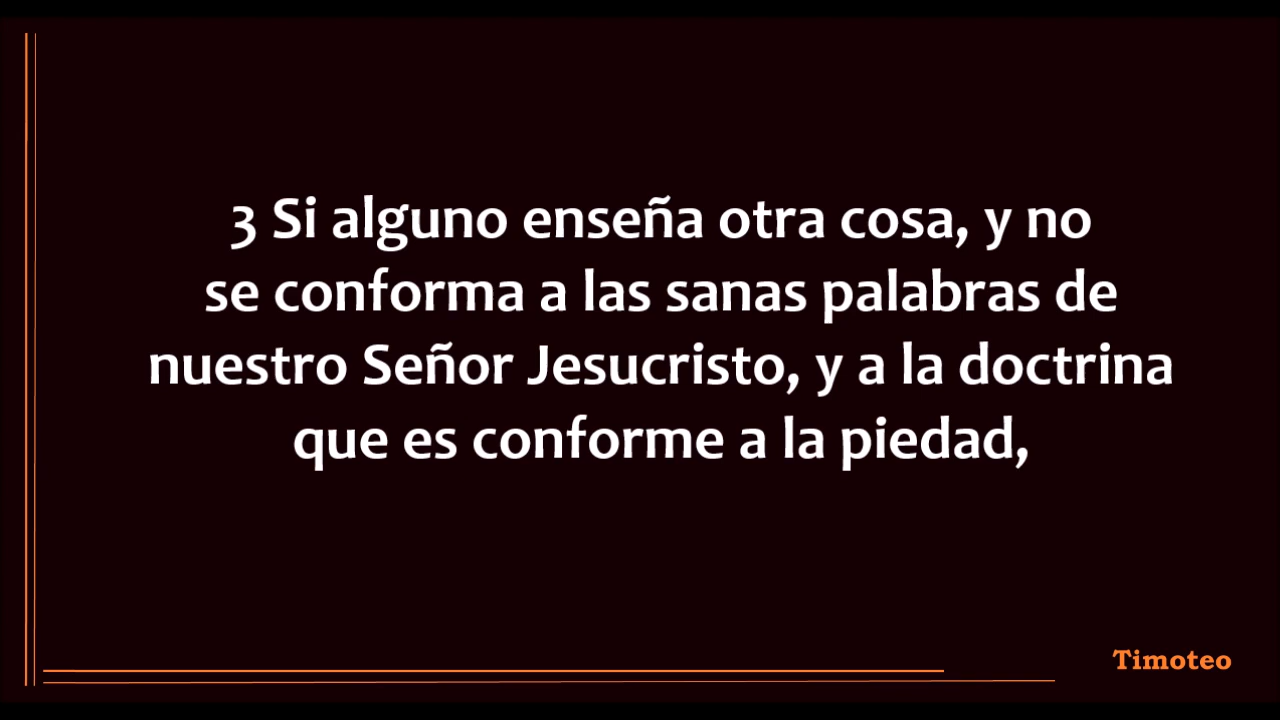 3 Si alguno enseña otra cosa, y no
se conforma a las sanas palabras de
nuestro Señor Jesucristo, y a la doctrina
que es conforme a la piedad,
Timoteo